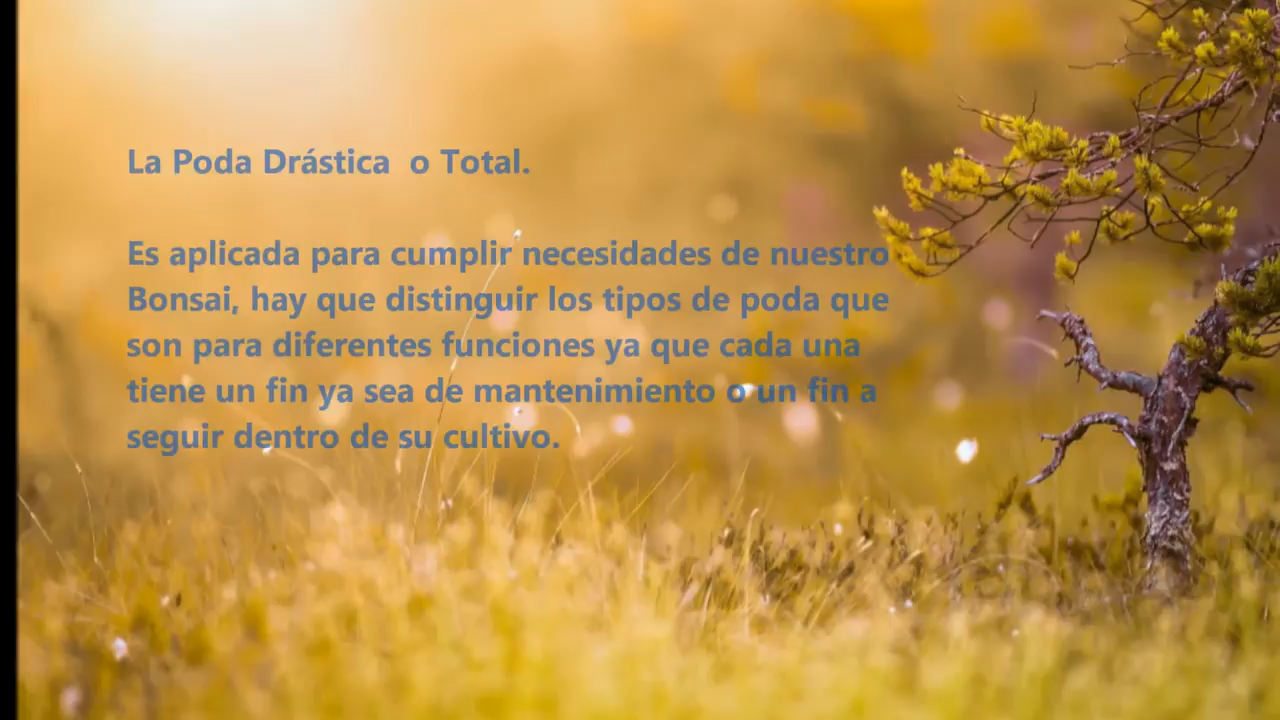 La Poda Drástica  o Total.
Es aplicada para cumplir necesidades de nuestro
Bonsai, hay que distinguir los tipos de poda que
son para diferentes funciones ya que cada una
tiene un fin ya sea de mantenimiento o un fin a
seguir dentro de su cultivo.